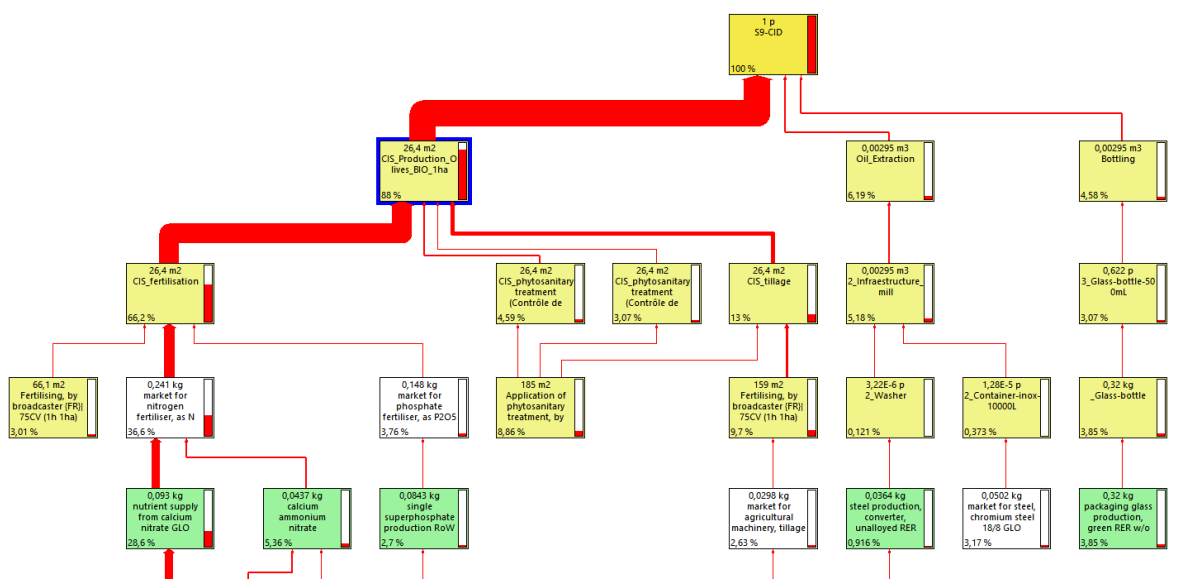 1 p
S9-CID
100 %
26,4 m2
CIS_Production_O
lives_BIO_1ha
88 %
0,00295 m3
Oil_Extraction
6,19 %
0,00295 m3
Bottling
4,58 %
26,4 m2
CIS_fertilisation
66,2 %
26,4 m2
CIS_phytosanitary
treatment
(Contrôle de
4,59 %
26,4 m2
CIS_phytosanitary
treatment
(Contrôle de
3,07 %
26,4 m2
CIS_tillage
13 %
0,00295 m3
2_Infrastructure_
mill
5,18 %
0,622 p
3_Glass-bottle-50
0mL
3,07 %
66,1 m2
Fertilising, by
broadcaster {FR}|
75CV (1h 1ha)
3,01 %
0,241 kg
market for
nitrogen
fertiliser, as N
36,6 %
0,148 kg
market for
phosphate
fertiliser, as P2O5
3,76 %
185 m2
Application of
phytosanitary
treatment, by
8,86 %
159 m2
Fertilising, by
broadcaster {FR}|
75CV (1h 1ha)
9,7 %
3,22E-6 p
2_Washer
0,121 %
1,28E-5 p
2_Container-inox-
10000L
0,373 %
0,32 kg
_Glass-bottle
3,85 %
0,093 kg
nutrient supply
from calcium
nitrate GLO
28,6 %
0,0437 kg
calcium
ammonium
nitrate
5,36 %
0,0843 kg
single
superphosphate
production RoW
2,7 %
0,0298 kg
market for
agricultural
machinery, tillage
2,63 %
0,0364 kg
steel production,
converter,
unalloyed RER
0,916 %
0,0502 kg
market for steel,
chromium steel
18/8 GLO
3,17 %
0,32 kg
packaging glass
production,
green RER w/o
3,85 %